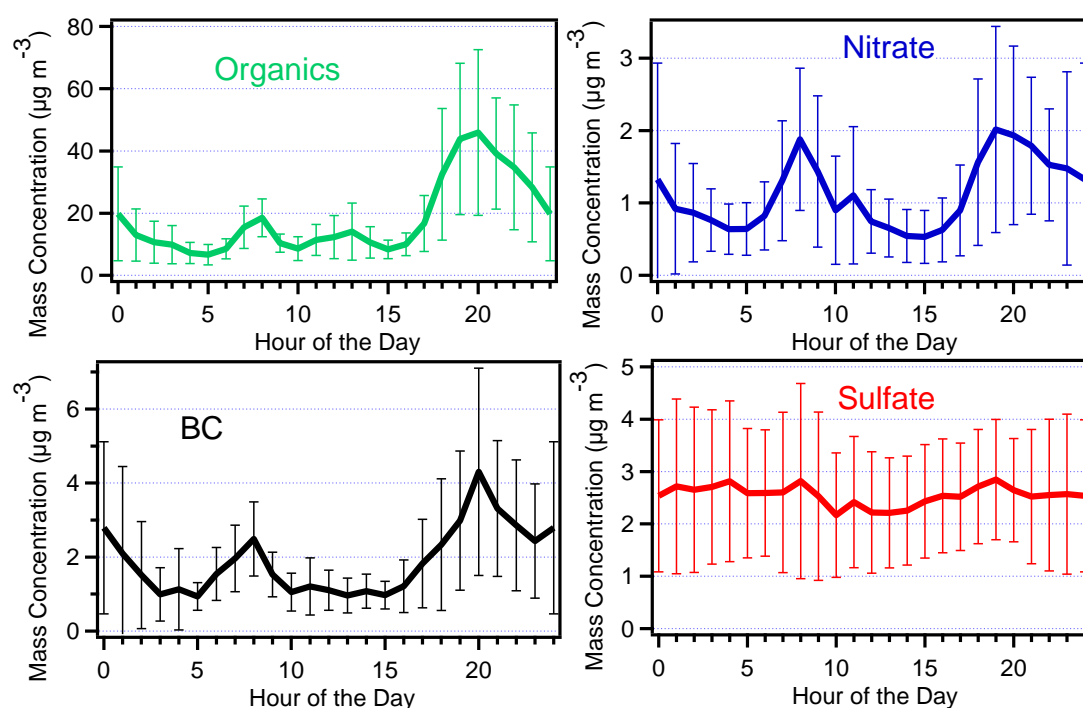 Mass Concentration (µg m⁻³)
80
60
40
20
0
Organics
0 5 10 15 20
Hour of the Day
Mass Concentration (µg m⁻³)
3
2
1
0
Nitrate
0 5 10 15 20
Hour of the Day
Mass Concentration (µg m⁻³)
6
4
2
0
BC
0 5 10 15 20
Hour of the Day
Mass Concentration (µg m⁻³)
5
4
3
2
1
0
Sulfate
0 5 10 15 20
Hour of the Day